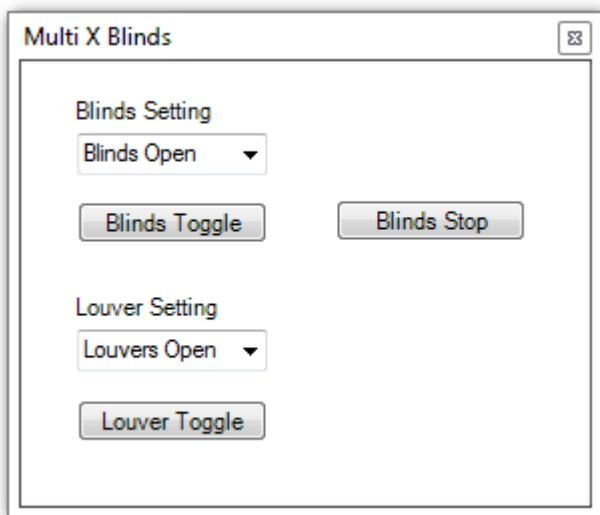 Multi X Blinds
Blinds Setting
Blinds Open
Blinds Toggle
Blinds Stop
Louver Setting
Louvers Open
Louver Toggle